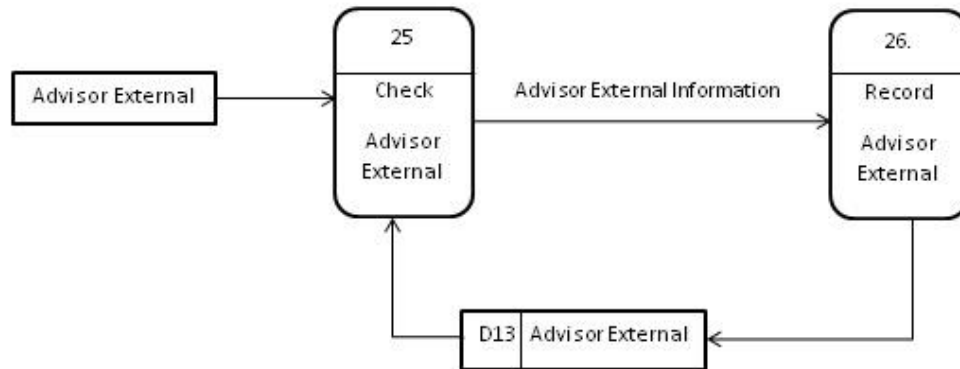 25
26.
Advisor External
Check
Advisor External Information
Record
Advisor
External
Advisor
External
D13
Advisor External